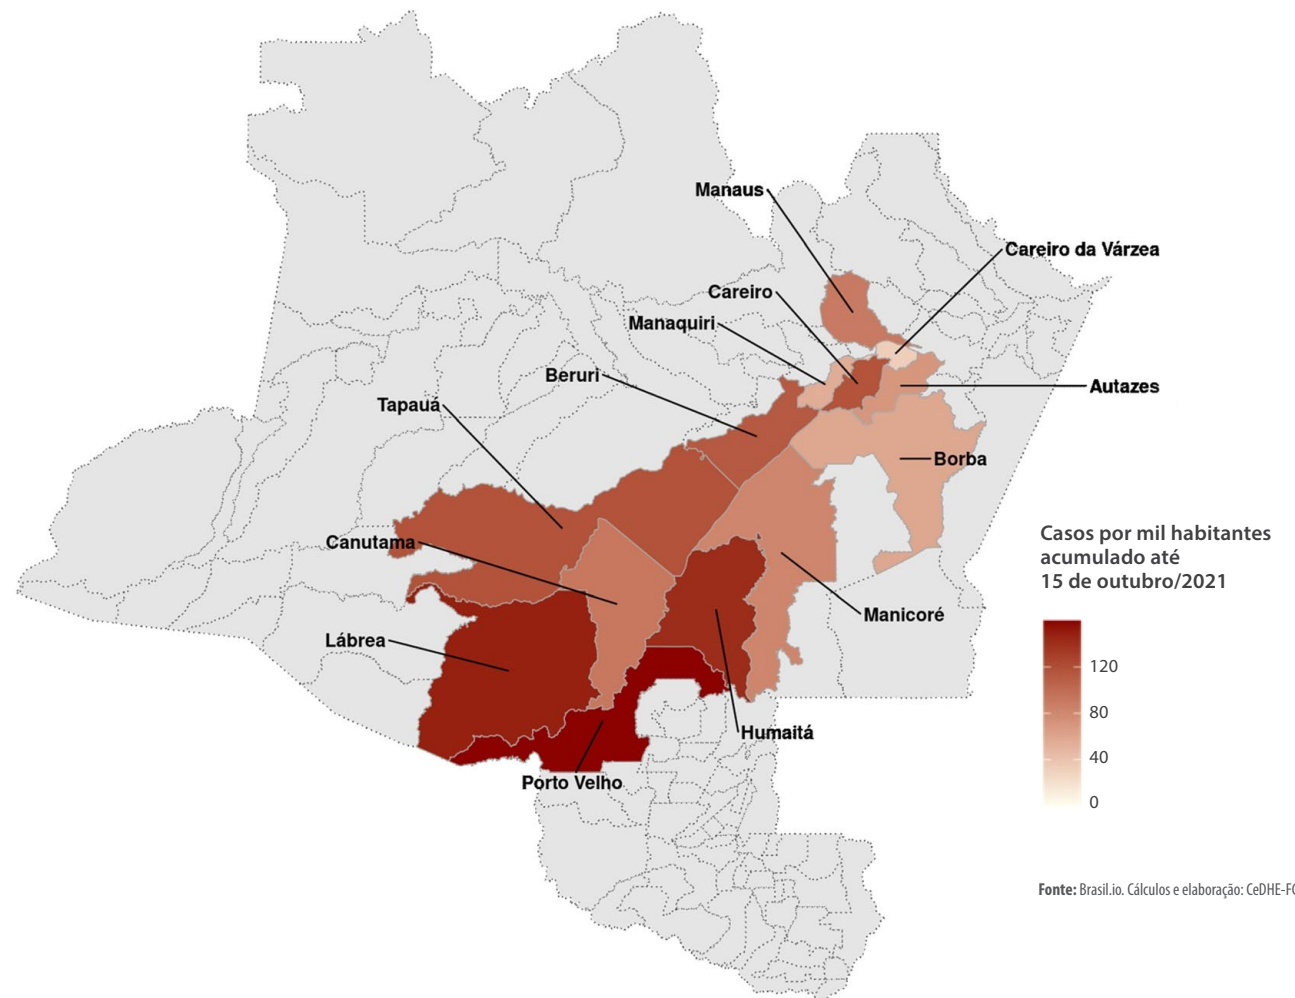 Manaus
Careiro da Várzea
Careiro
Manaquiri
Beruri
Autazes
Tapauá
Borba
Canutama
Casos por mil habitantes
acumulado até
15 de outubro/2021
Manicoré
Lábrea
120
80
Humaitá
40
Porto Velho
0
Fonte: Brasil.io. Cálculos e elaboração: